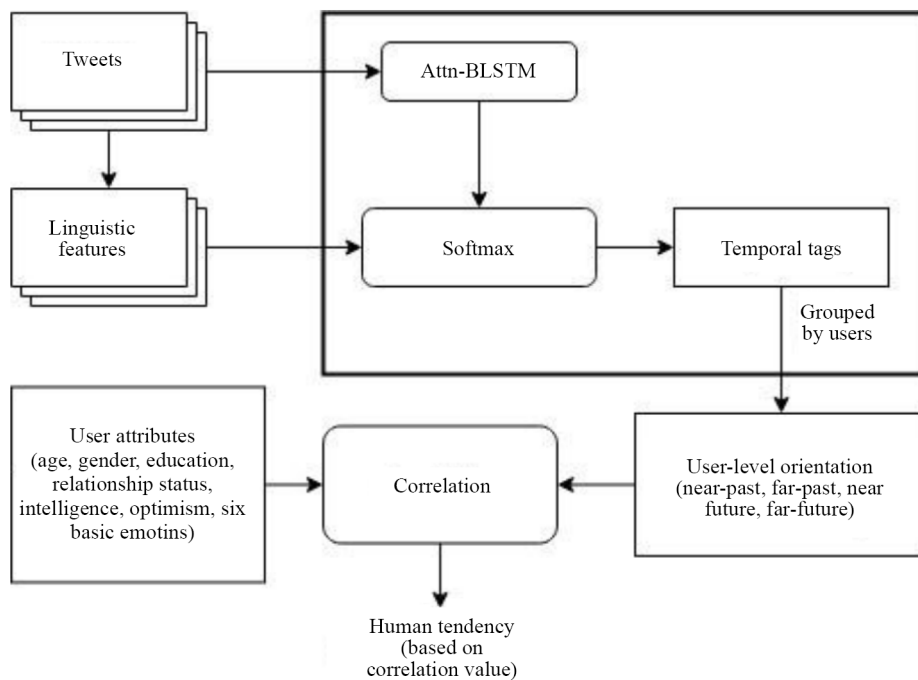 Tweets
Attn-BLSTM
Linguistic
features
Softmax
Temporal tags
Grouped
by users
User attributes
(age, gender, education,
relationship status,
intelligence, optimism, six
basic emotins)
Correlation
User-level orientation
(near-past, far-past, near
future, far-future)
Human tendency
(based on
correlation value)